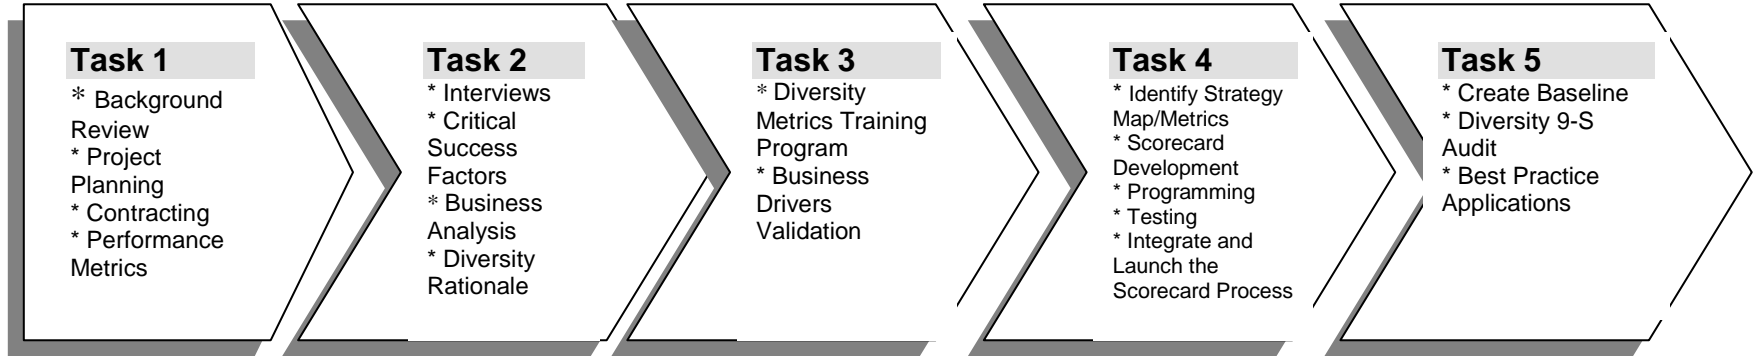 Task 1
* Background
Review
* Project
Planning
* Contracting
* Performance
Metrics
Task 2
* Interviews
* Critical
Success
Factors
* Business
Analysis
* Diversity
Rationale
Task 3
* Diversity
Metrics Training
Program
* Business
Drivers
Validation
Task 4
* Identify Strategy
Map/Metrics
* Scorecard
Development
* Programming
* Testing
* Integrate and
Launch the
Scorecard Process
Task 5
* Create Baseline
* Diversity 9-S
Audit
* Best Practice
Applications